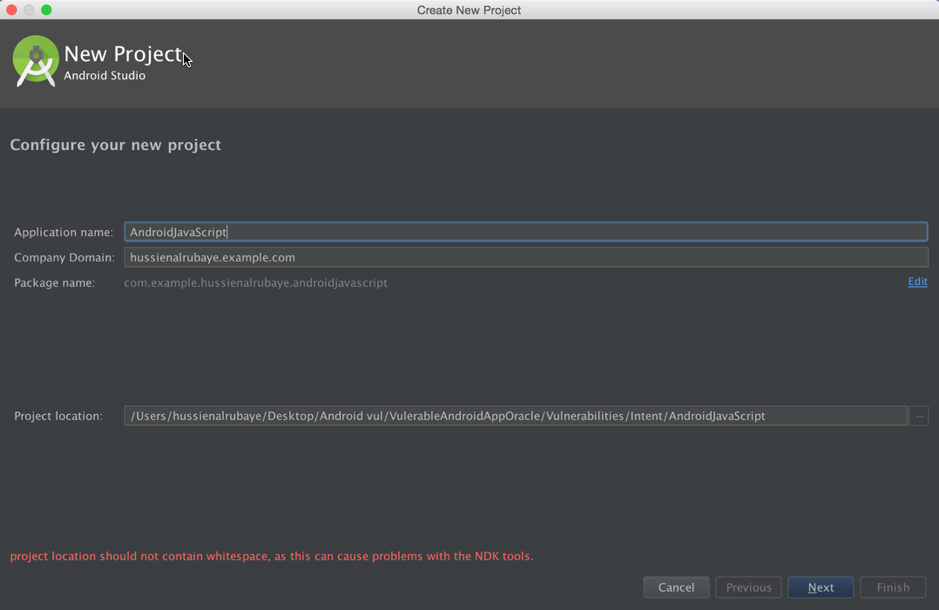 Create New Project
New Project
Android Studio
Configure your new project
Application name: AndroidJavaScript
Company Domain: hussienalrubaye.example.com
Package name: com.example.hussienalrubaye.androidjavascript Edit
Project location: /Users/hussienalrubaye/Desktop/Android vul/VulerableAndroidAppOracle/Vulnerabilities/Intent/AndroidJavaScript ...
project location should not contain whitespace, as this can cause problems with the NDK tools.
Cancel Previous Next Finish